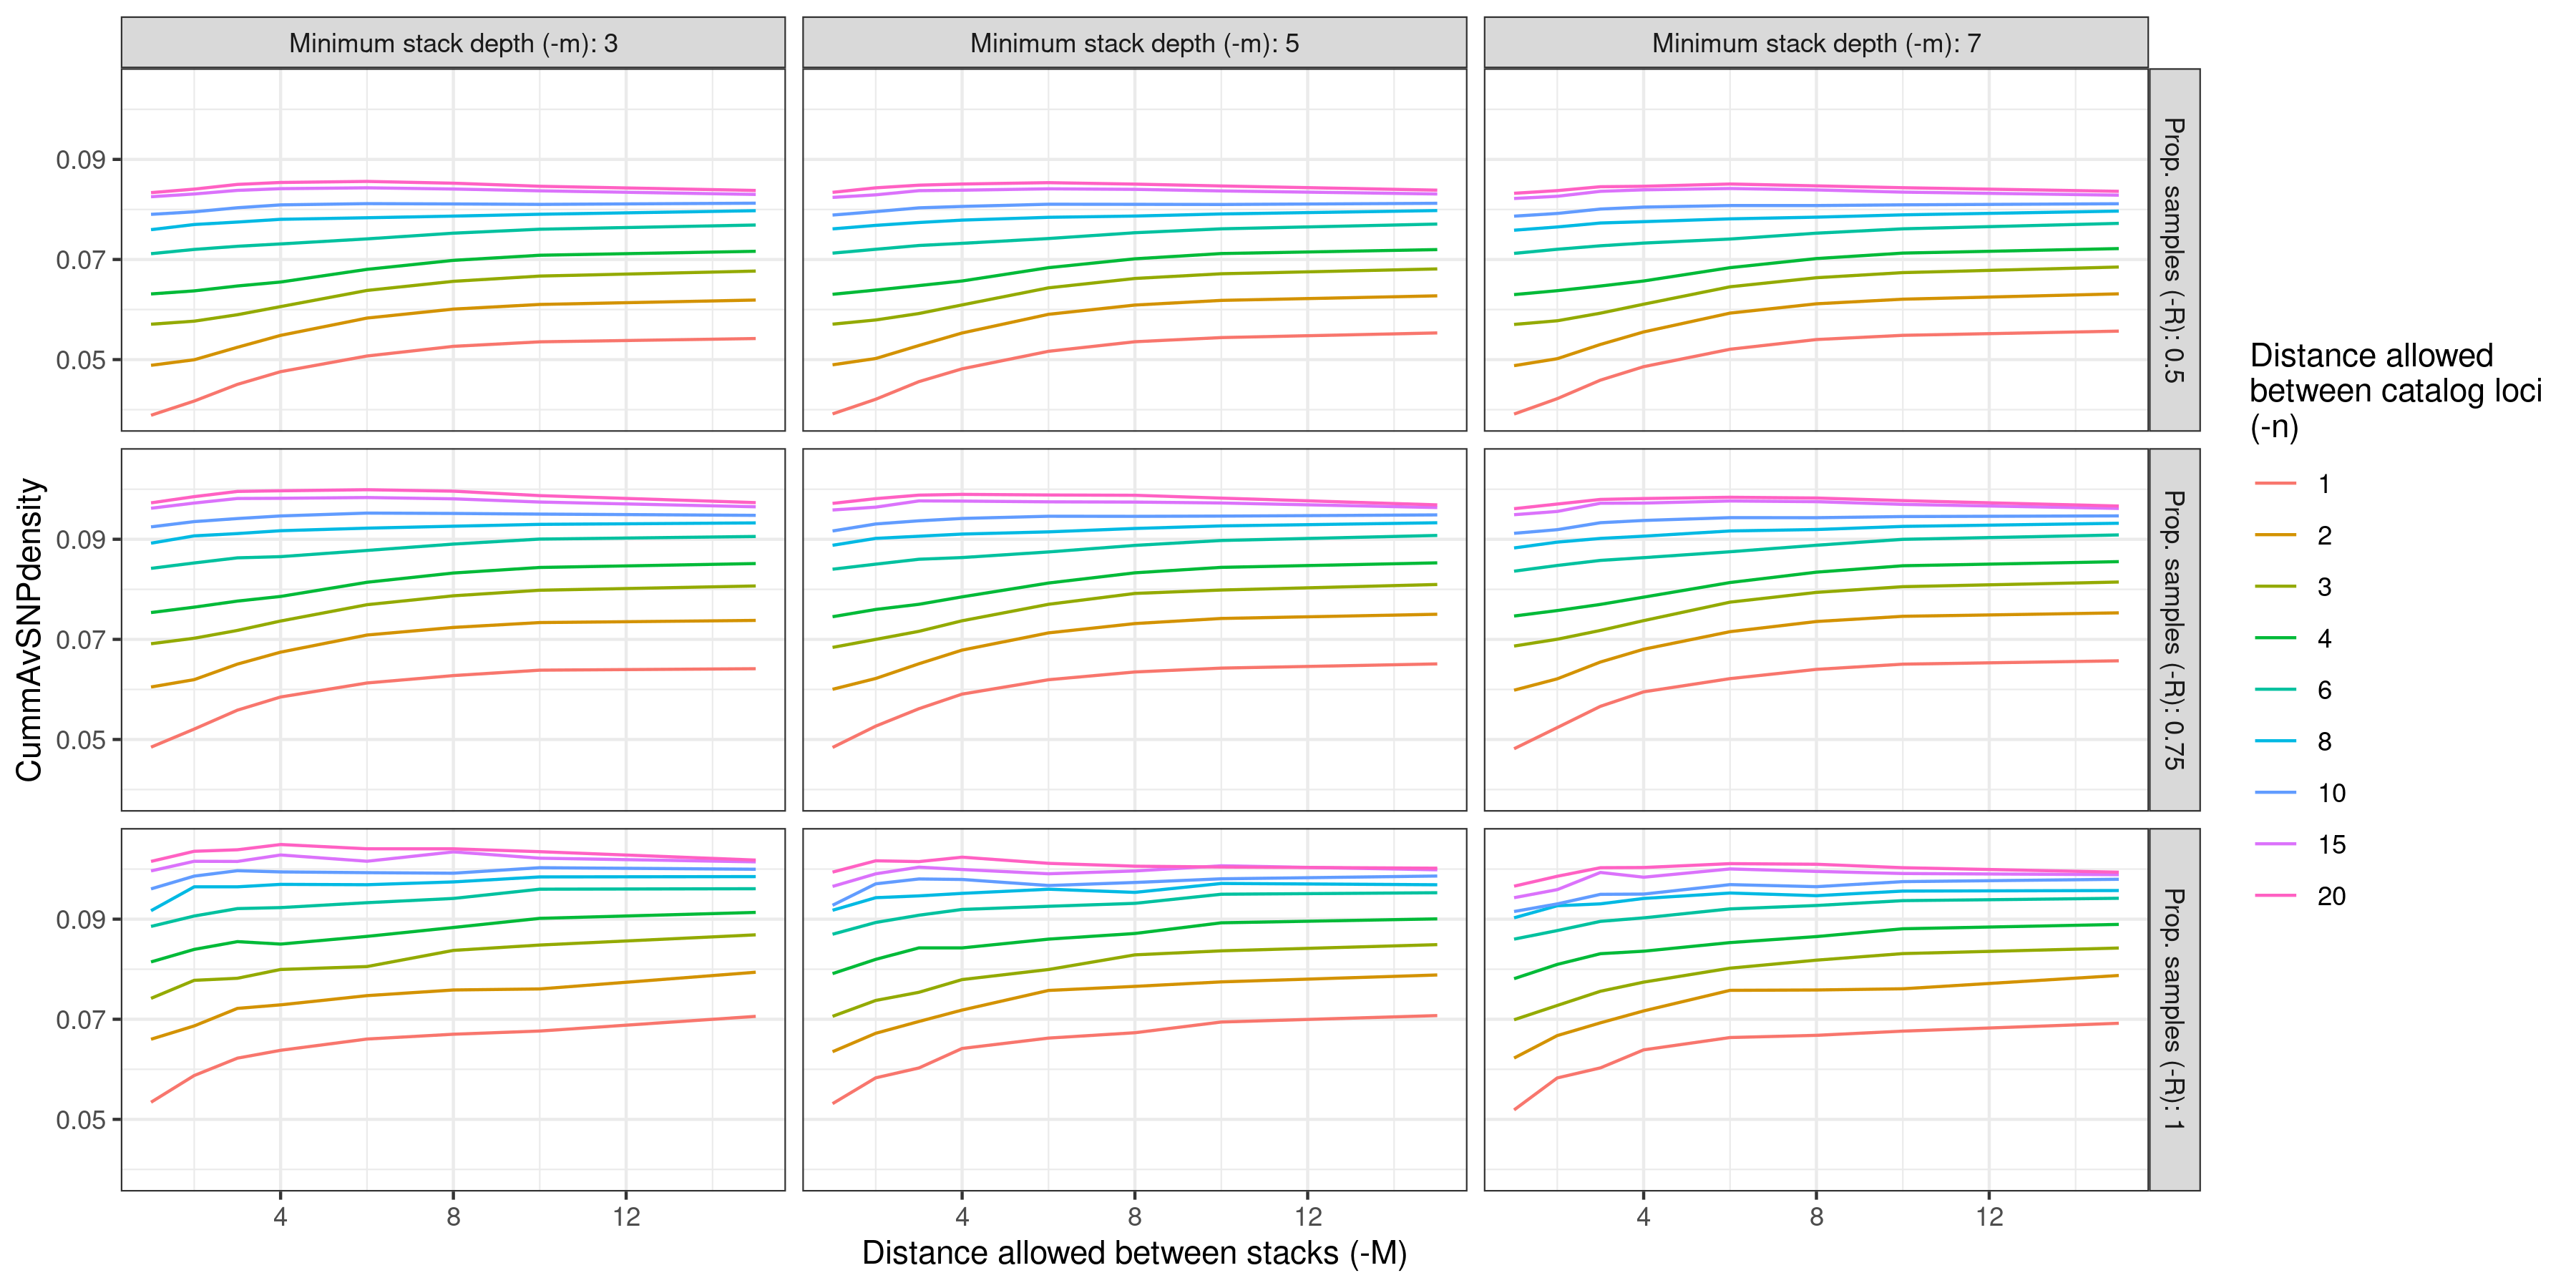 Minimum stack depth (-m): 3
Minimum stack depth (-m): 5
Minimum stack depth (-m): 7
0.09
0.07
0.05
Prop. samples (-R): 0.5
0.09
0.07
0.05
Prop. samples (-R): 0.75
0.09
0.07
0.05
Prop. samples (-R): 1
CummAvSNPdensity
4 8 12
4 8 12
4 8 12
Distance allowed between stacks (-M)
Distance allowed
between catalog loci
(-n)
1
2
3
4
6
8
10
15
20